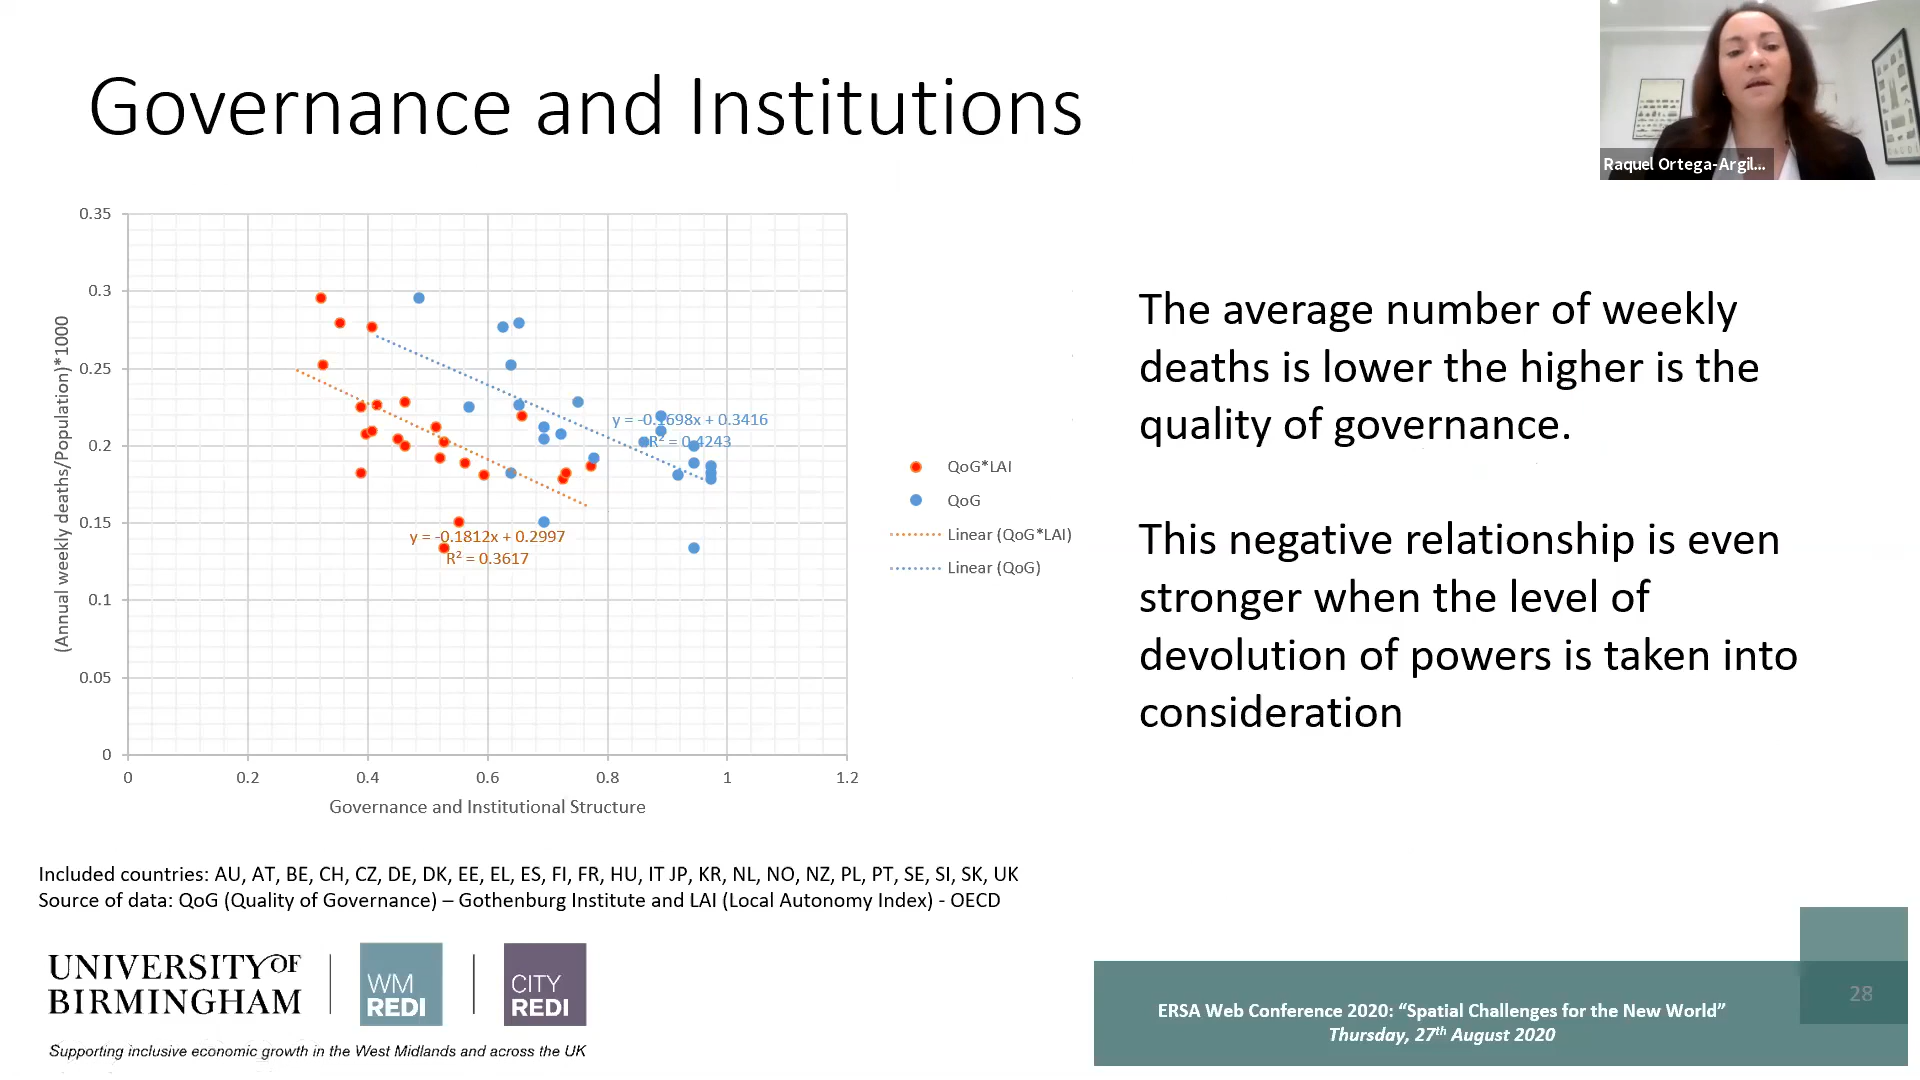 Governance and Institutions
Raquel Ortega-Argil...
0.35
0.3
0.25
0.2
0.15
0.1
0.05
0
(Annual weekly deaths/Population)*1000
0
0.2
0.4
0.6
0.8
1
1.2
Governance and Institutional Structure
y = -0.1698x + 0.3416
R² = 0.4243
y = -0.1812x + 0.2997
R² = 0.3617
QoG*LAI
QoG
Linear (QoG*LAI)
Linear (QoG)
The average number of weekly
deaths is lower the higher is the
quality of governance.
This negative relationship is even
stronger when the level of
devolution of powers is taken into
consideration
Included countries: AU, AT, BE, CH, CZ, DE, DK, EE, EL, ES, FI, FR, HU, IT JP, KR, NL, NO, NZ, PL, PT, SE, SI, SK, UK
Source of data: QoG (Quality of Governance) – Gothenburg Institute and LAI (Local Autonomy Index) - OECD
UNIVERSITY OF
BIRMINGHAM
WM
REDI
CITY
REDI
Supporting inclusive economic growth in the West Midlands and across the UK
ERSA Web Conference 2020: “Spatial Challenges for the New World”
Thursday, 27th August 2020
28